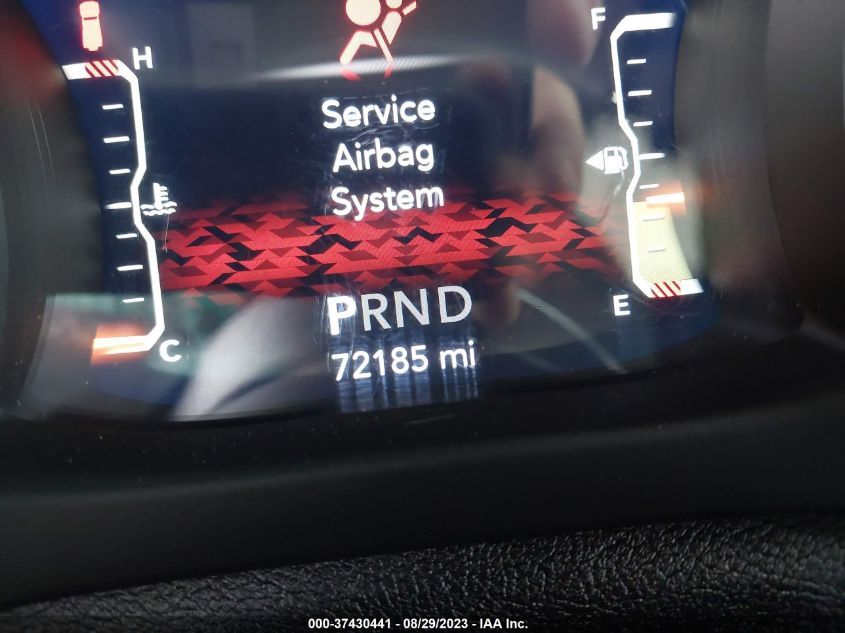 H
F
Service
Airbag
System
PRND
E
C
72185 mi
000-37430441 - 08/29/2023 - IAA Inc.